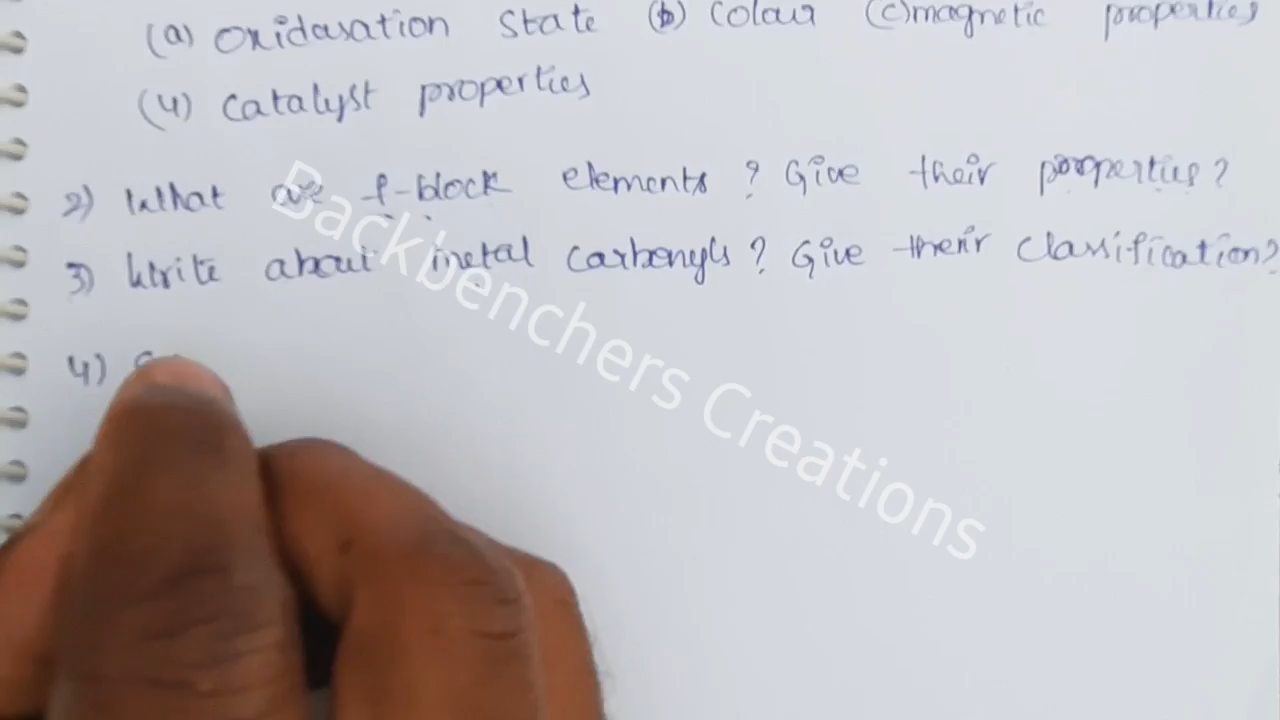 (a) oxidasation State (b) Colour (c) magnetic properties
(4) Catalyst properties
2) What are f-block elements ? Give their properties?
3) Write about metal carbonyls ? Give their classification?
4)
Backbenchers Creations